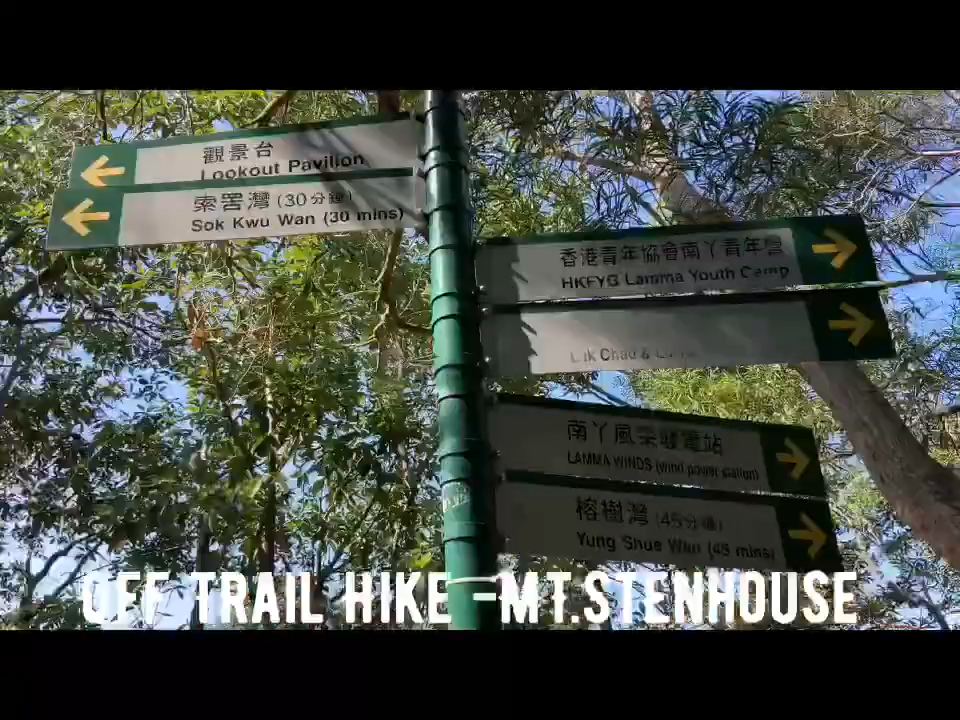 觀景台
Lookout Pavilion
索罟灣 (30分鐘)
Sok Kwu Wan (30 mins)
香港青年協會南丫青年營
HKFYG Lamma Youth Camp
Chau &
南丫風采發電站
LAMMA WINDS (wind power station)
榕樹灣 (45分鐘)
Yung Shue Wan (45 mins)
OFF TRAIL HIKE -MT.STENHOUSE